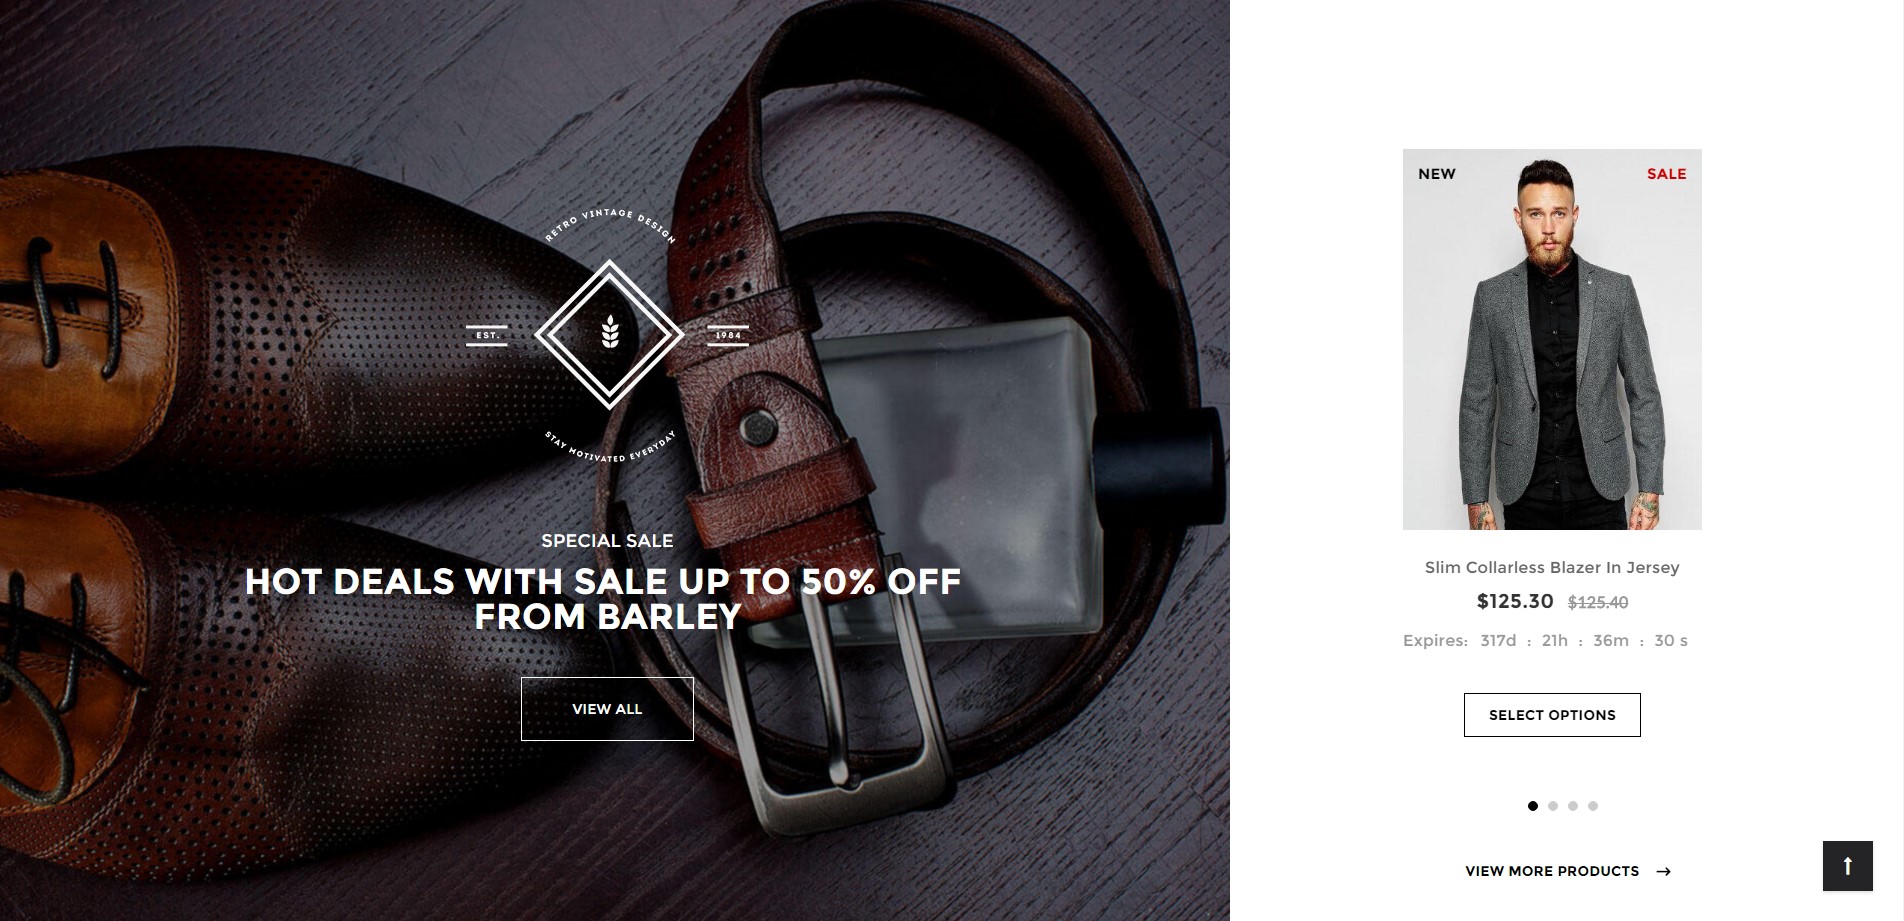 RETRO VINTAGE DESIGN
EST.
1984
STAY MOTIVATED EVERYDAY
SPECIAL SALE
HOT DEALS WITH SALE UP TO 50% OFF
FROM BARLEY
VIEW ALL
NEW
SALE
Slim Collarless Blazer In Jersey
$125.30 $125.40
Expires: 317d : 21h : 36m : 30 s
SELECT OPTIONS
VIEW MORE PRODUCTS →